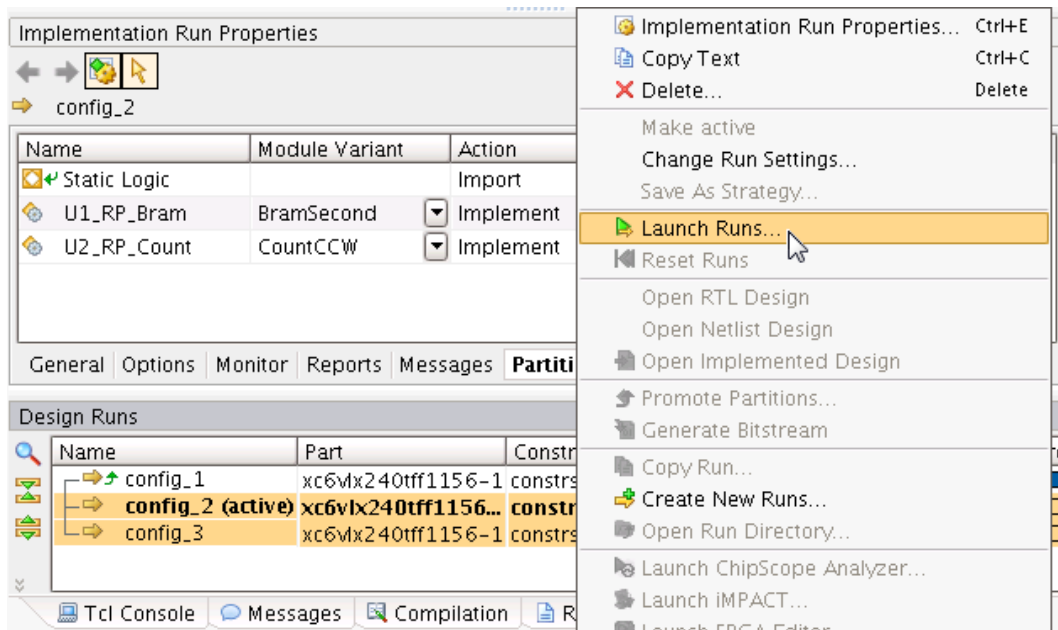 Implementation Run Properties
config_2
Name Module Variant Action
Static Logic Import
U1_RP_Bram BramSecond Implement
U2_RP_Count CountCCW Implement
General Options Monitor Reports Messages Partiti
Design Runs
Name Part Constr
config_1 xc6vlx240tff1156-1 constrs
config_2 (active) xc6vlx240tff1156... constr
config_3 xc6vlx240tff1156-1 constrs
Tcl Console Messages Compilation R
Implementation Run Properties... Ctrl+E
Copy Text Ctrl+C
Delete... Delete
Make active
Change Run Settings...
Save As Strategy...
Launch Runs...
Reset Runs
Open RTL Design
Open Netlist Design
Open Implemented Design
Promote Partitions...
Generate Bitstream
Copy Run...
Create New Runs...
Open Run Directory...
Launch ChipScope Analyzer...
Launch iMPACT...
Launch FPGA Editor